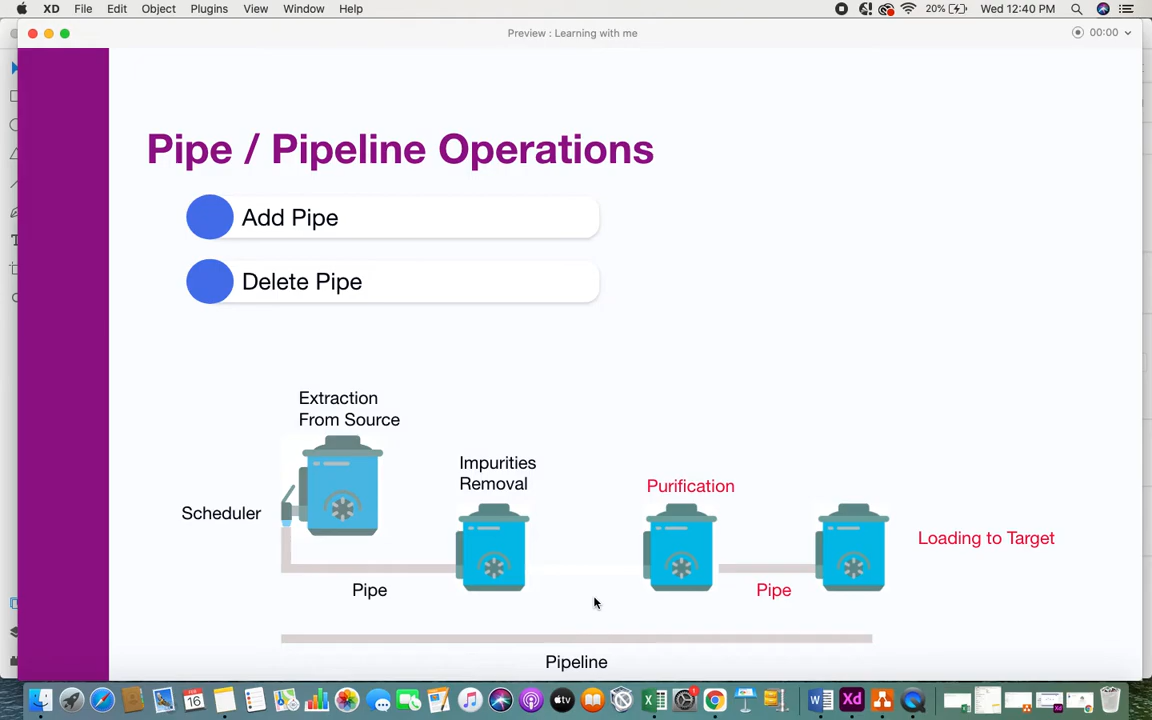 XD File Edit Object Plugins View Window Help 20% Wed 12:40 PM
Preview : Learning with me 00:00
Pipe / Pipeline Operations
Add Pipe
Delete Pipe
Extraction
From Source
Impurities
Removal
Purification
Scheduler
Loading to Target
Pipe
Pipe
Pipeline